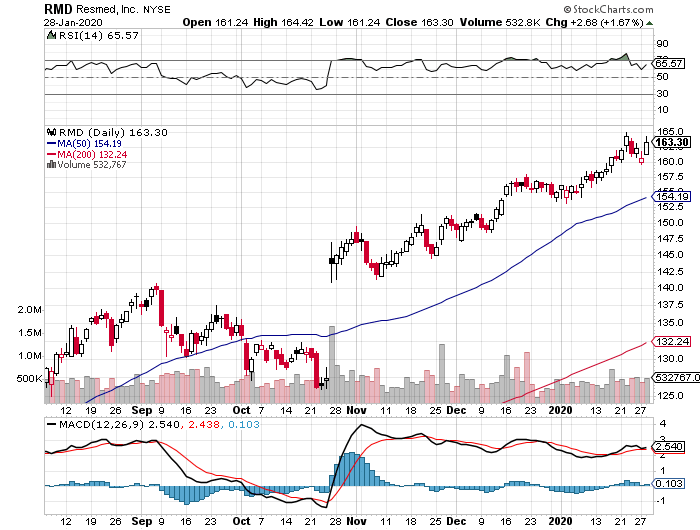 RMD Resmed, Inc. NYSE
© StockCharts.com
28-Jan-2020
Open 161.24 High 164.42 Low 161.24 Close 163.30 Volume 532.8K Chg +2.68 (+1.67%)
RSI(14) 65.57
90
70
65.57
50
30
10
RMD (Daily) 163.30
MA(50) 154.19
MA(200) 132.24
Volume 532,767
165.0
163.30
162.5
160.0
157.5
155.0
154.19
152.5
150.0
147.5
145.0
142.5
140.0
137.5
135.0
132.24
130.0
532767.0
125.0
2.0M
1.5M
1.0M
500K
12 19 26 Sep 9 16 23 Oct 7 14 21 28 Nov 11 18 25 Dec 9 16 23 2020 13 21 27
MACD(12,26,9) 2.540, 2.438, 0.103
4
3
2.540
2
1
0.103
-1
12 19 26 Sep 9 16 23 Oct 7 14 21 28 Nov 11 18 25 Dec 9 16 23 2020 13 21 27